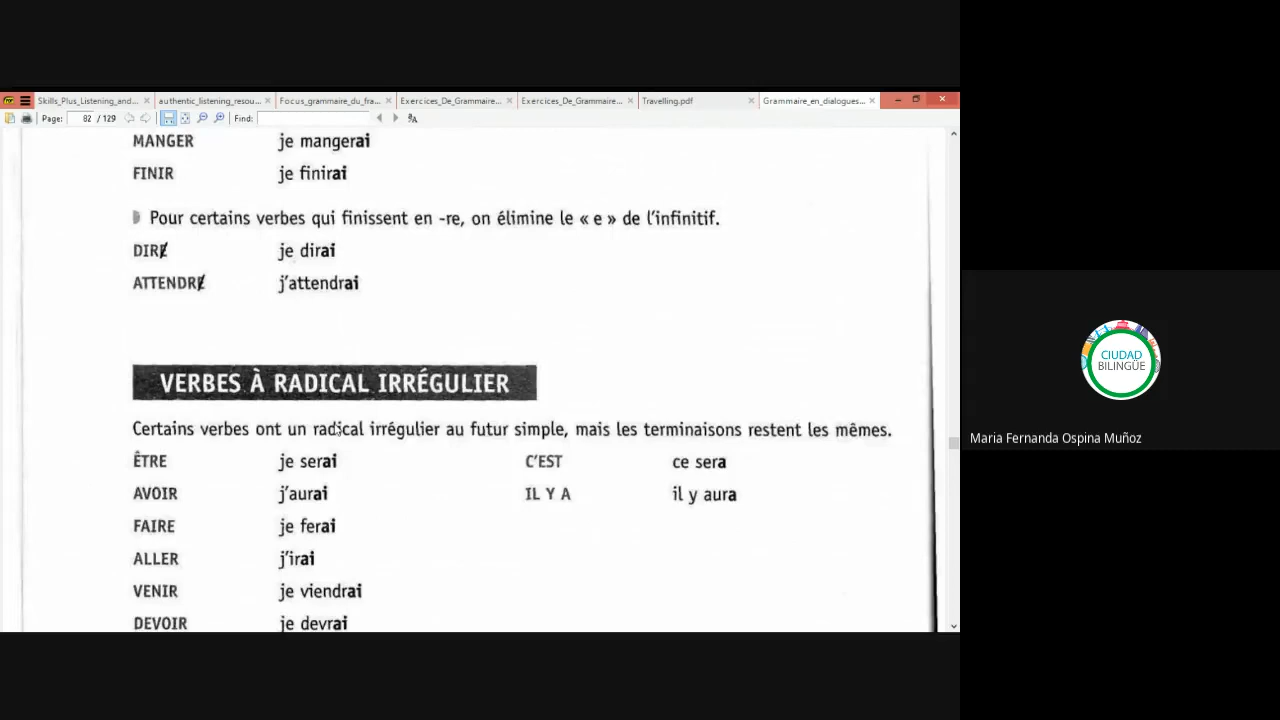 Skills_Plus_Listening_and... authentic_listening_resou... Focus_grammaire_du_fra... Exercices_De_Grammaire... Exercices_De_Grammaire... Travelling.pdf Grammaire_en_dialogues...
Page: 82 / 129 Find:
MANGER je mangerai
FINIR je finirai
Pour certains verbes qui finissent en -re, on élimine le « e » de l'infinitif.
DIRE je dirai
ATTENDRE j'attendrai
VERBES À RADICAL IRRÉGULIER
Certains verbes ont un radical irrégulier au futur simple, mais les terminaisons restent les mêmes.
ÊTRE je serai C'EST ce sera
AVOIR j'aurai IL Y A il y aura
FAIRE je ferai
ALLER j'irai
VENIR je viendrai
DEVOIR je devrai
CIUDAD
BILINGÜE
Maria Fernanda Ospina Muñoz